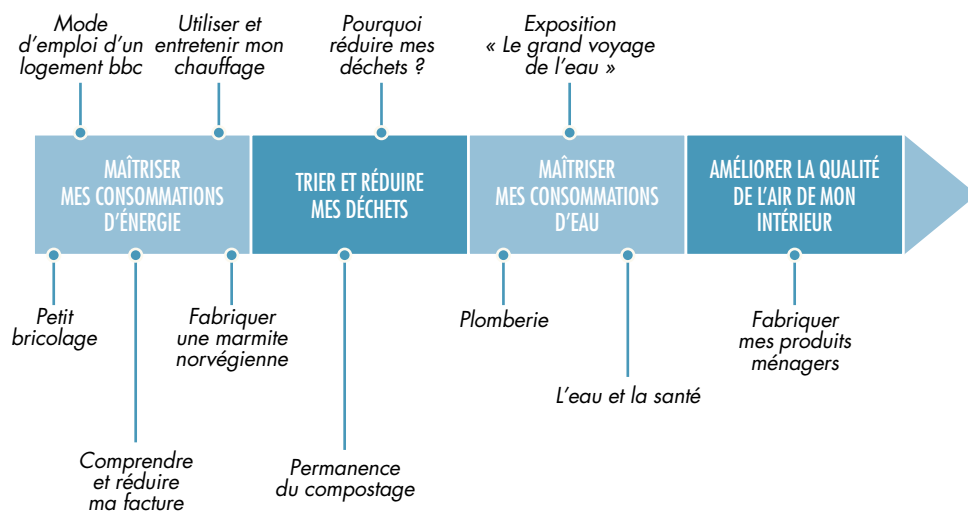 Mode
d'emploi d'un
logement bbc
Utiliser et
entretenir mon
chauffage
Pourquoi
réduire mes
déchets ?
Exposition
« Le grand voyage
de l'eau »
MAÎTRISER
MES CONSOMMATIONS
D'ÉNERGIE
TRIER ET RÉDUIRE
MES DÉCHETS
MAÎTRISER
MES CONSOMMATIONS
D'EAU
AMÉLIORER LA QUALITÉ
DE L'AIR DE MON
INTÉRIEUR
Petit
bricolage
Fabriquer
une marmite
norvégienne
Plomberie
Fabriquer
mes produits
ménagers
L'eau et la santé
Comprendre
et réduire
ma facture
Permanence
du compostage